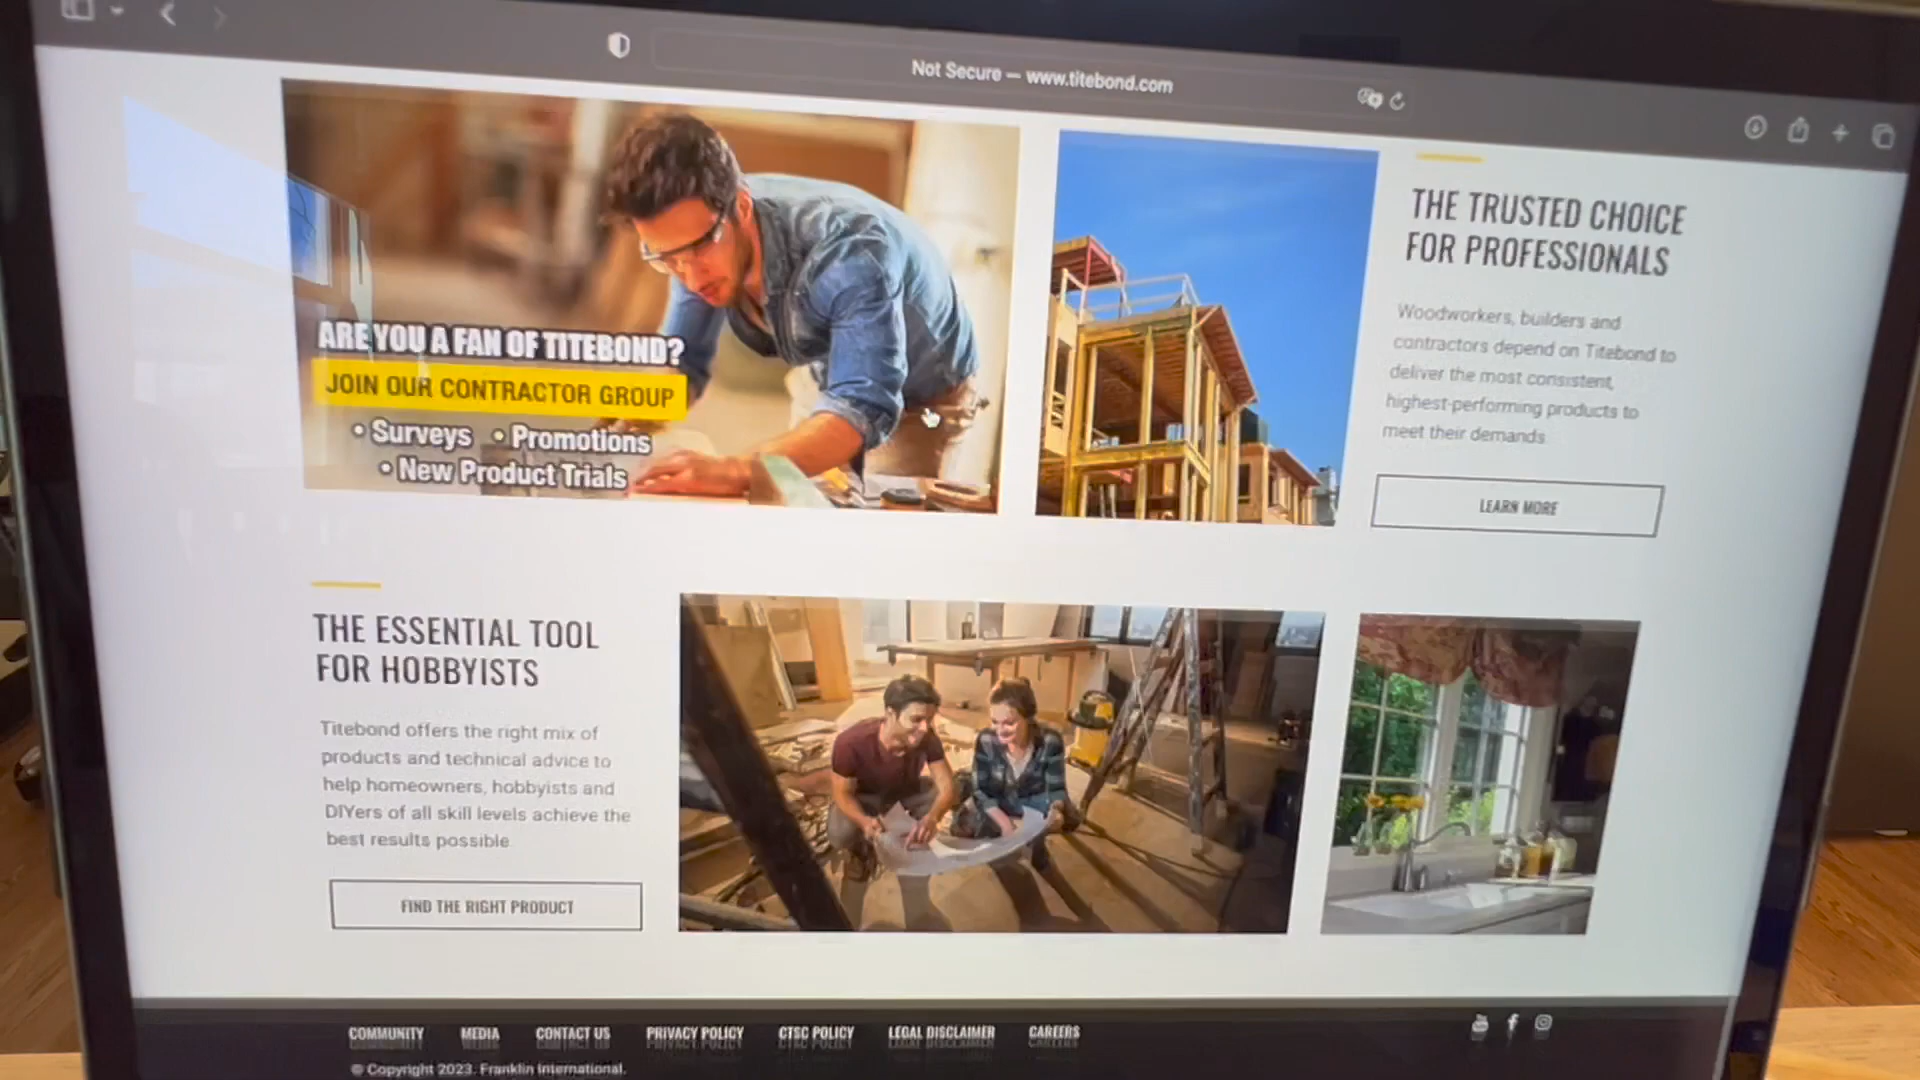 Not Secure — www.titebond.com
ARE YOU A FAN OF TITEBOND?
JOIN OUR CONTRACTOR GROUP
• Surveys • Promotions
• New Product Trials
THE TRUSTED CHOICE
FOR PROFESSIONALS
Woodworkers, builders and
contractors depend on Titebond to
deliver the most consistent,
highest-performing products to
meet their demands.
LEARN MORE
THE ESSENTIAL TOOL
FOR HOBBYISTS
Titebond offers the right mix of
products and technical advice to
help homeowners, hobbyists and
DIYers of all skill levels achieve the
best results possible.
FIND THE RIGHT PRODUCT
COMMUNITY MEDIA CONTACT US PRIVACY POLICY CTSC POLICY LEGAL DISCLAIMER CAREERS
© Copyright 2023. Franklin International.